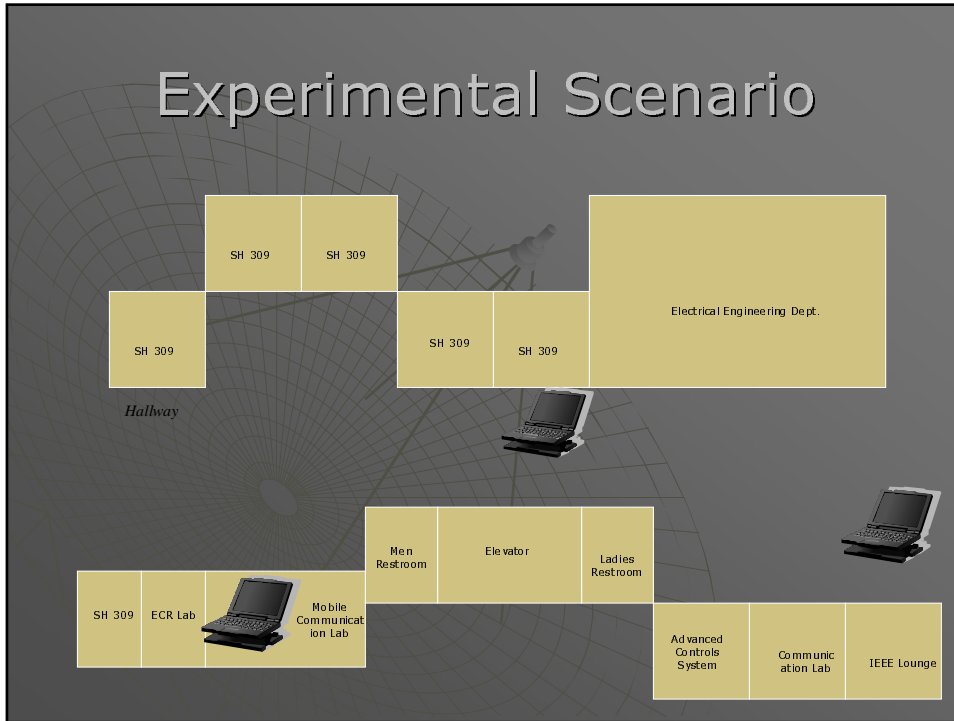 Experimental Scenario
SH 309
SH 309
Electrical Engineering Dept.
SH 309
SH 309
SH 309
Hallway
Men
Restroom
Elevator
Ladies
Restroom
SH 309
ECR Lab
Mobile
Communicat
ion Lab
Advanced
Controls
System
Communic
ation Lab
IEEE Lounge